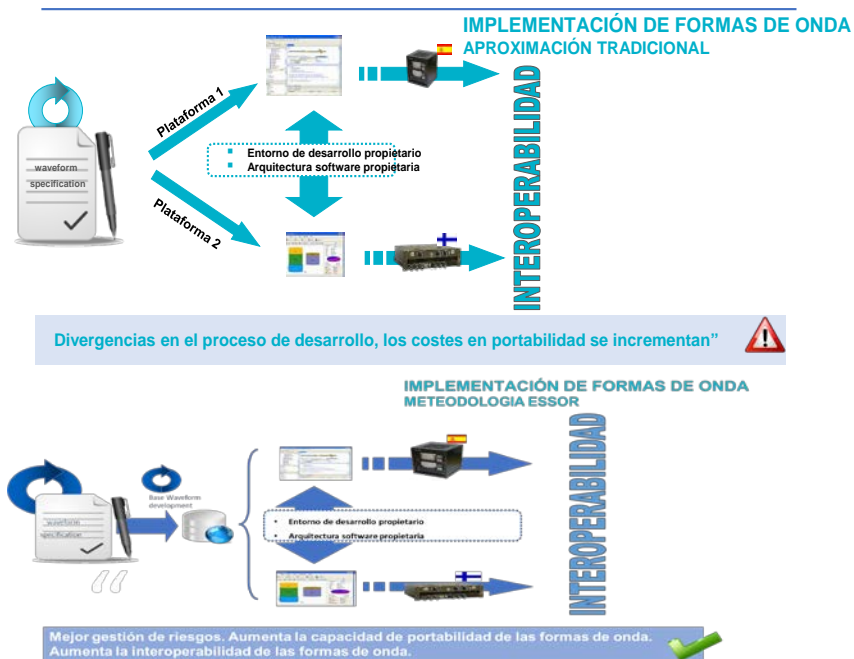 IMPLEMENTACIÓN DE FORMAS DE ONDA
APROXIMACIÓN TRADICIONAL
Plataforma 1
waveform
specification
Entorno de desarrollo propietario
Arquitectura software propietaria
Plataforma 2
INTEROPERABILIDAD
Divergencias en el proceso de desarrollo, los costes en portabilidad se incrementan”
IMPLEMENTACIÓN DE FORMAS DE ONDA
METEODOLOGIA ESSOR
Base Waveform
development
waveform
specification
Entorno de desarrollo propietario
Arquitectura software propietaria
INTEROPERABILIDAD
Mejor gestión de riesgos. Aumenta la capacidad de portabilidad de las formas de onda.
Aumenta la interoperabilidad de las formas de onda.